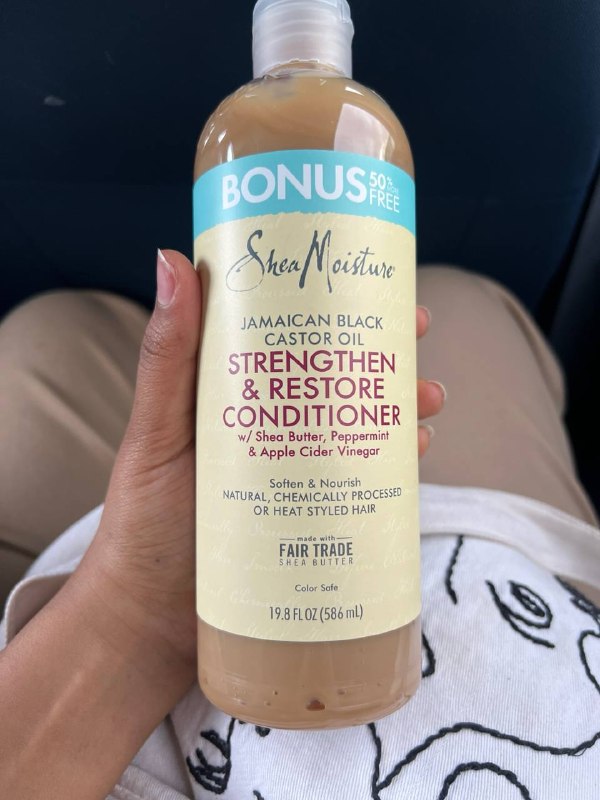 BONUS 50% FREE
SheaMoisture
JAMAICAN BLACK
CASTOR OIL
STRENGTHEN
& RESTORE
CONDITIONER
w/ Shea Butter, Peppermint
& Apple Cider Vinegar
Soften & Nourish
NATURAL, CHEMICALLY PROCESSED
OR HEAT STYLED HAIR
made with
FAIR TRADE
SHEA BUTTER
Color Safe
19.8 FL OZ (586 mL)